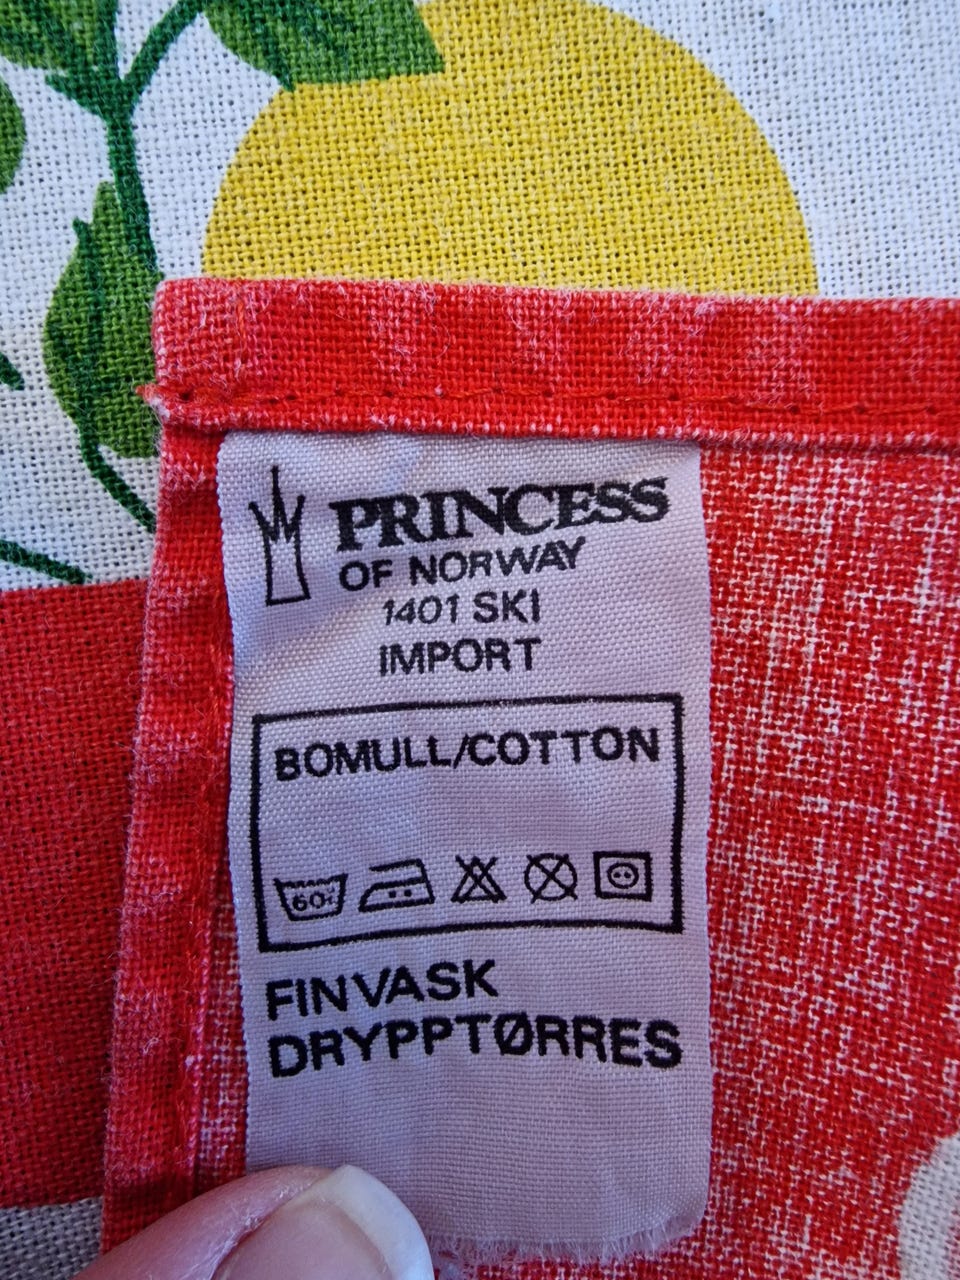 PRINCESS
OF NORWAY
1401 SKI
IMPORT
BOMULL/COTTON
60°C
FINVASK
DRYPPTØRRES